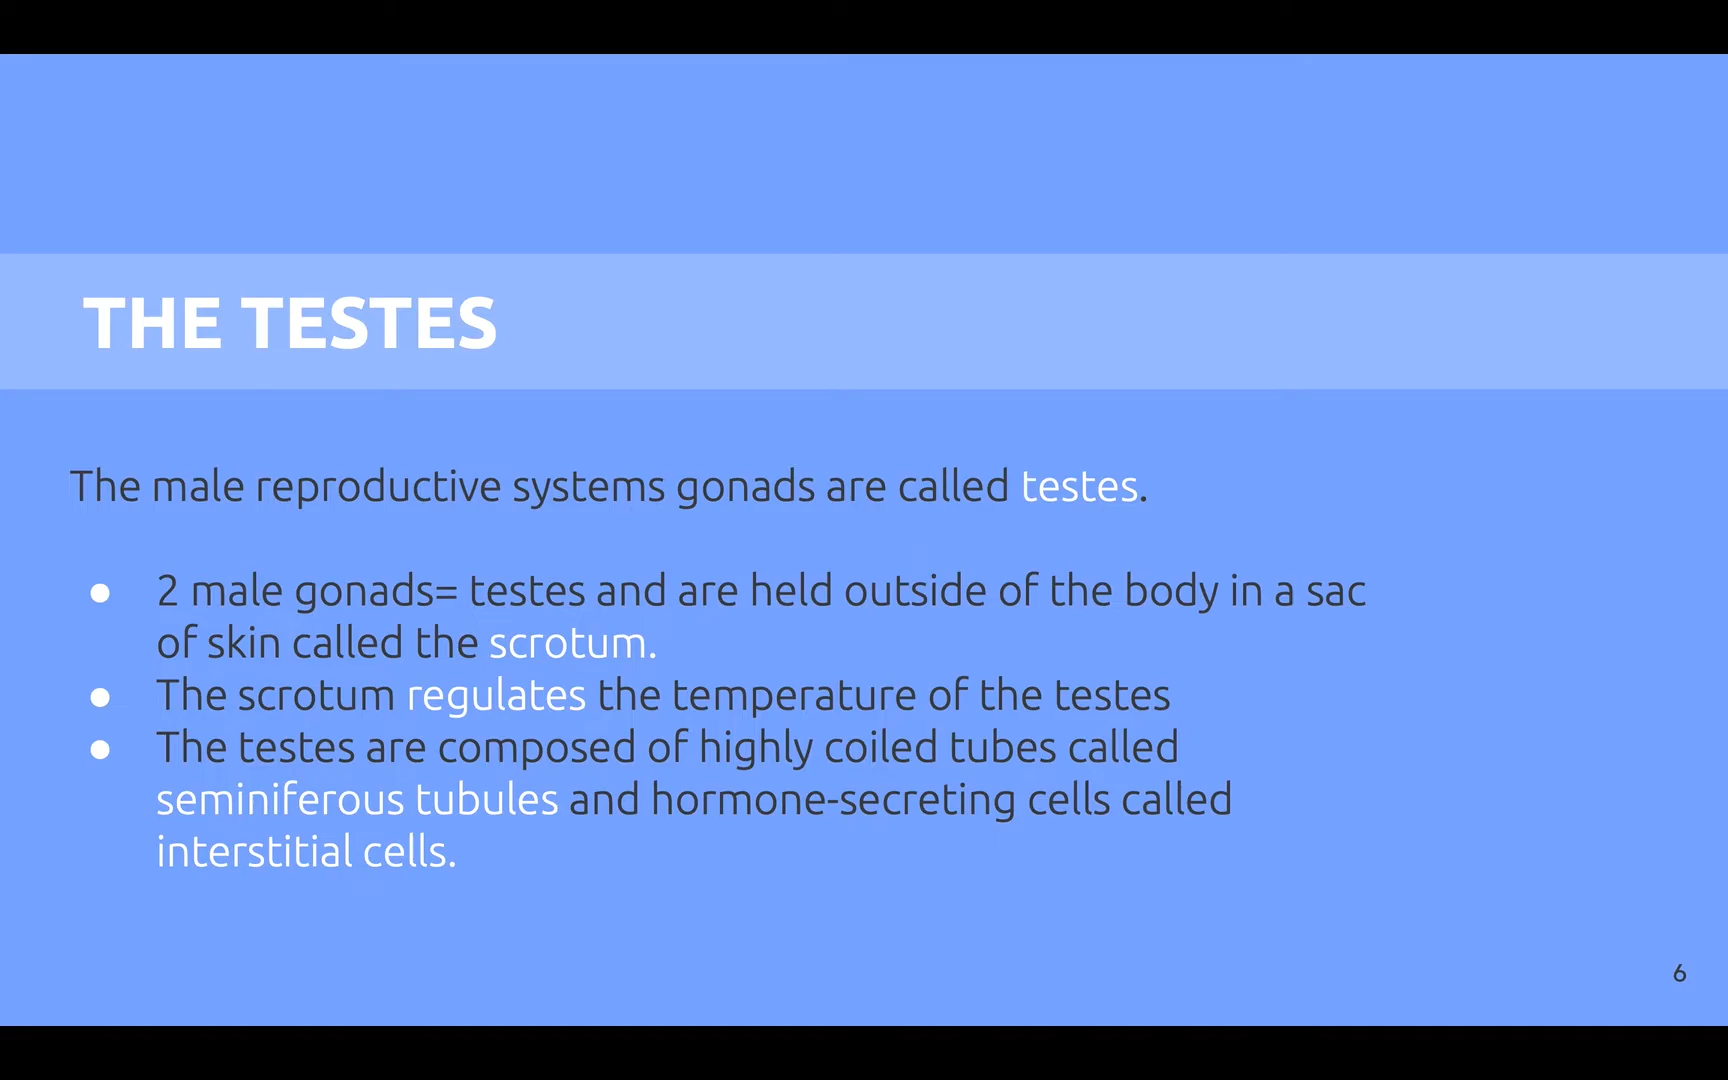 THE TESTES
The male reproductive systems gonads are called testes.
● 2 male gonads= testes and are held outside of the body in a sac
of skin called the scrotum.
● The scrotum regulates the temperature of the testes
● The testes are composed of highly coiled tubes called
seminiferous tubules and hormone-secreting cells called
interstitial cells.
6